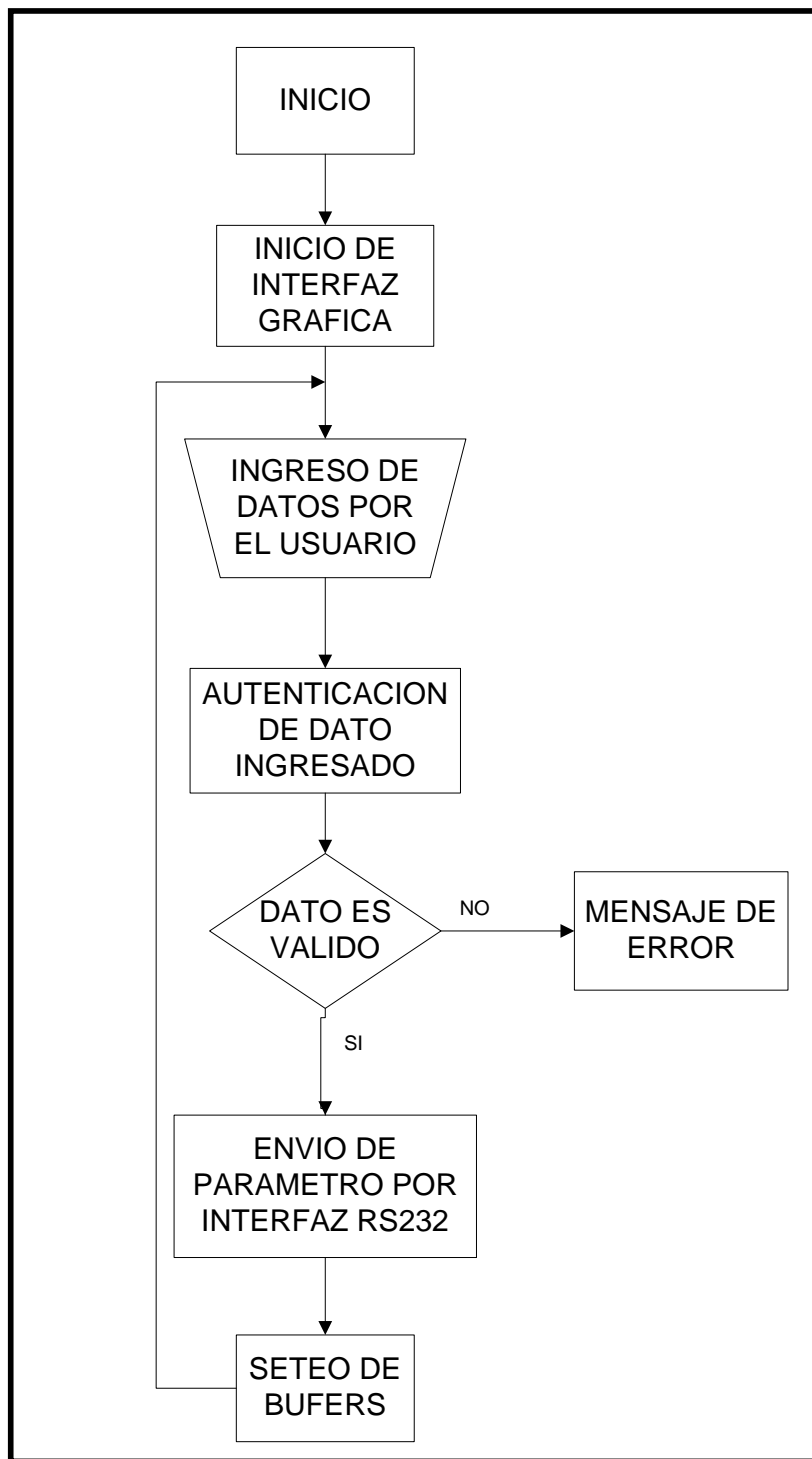 INICIO
INICIO DE
INTERFAZ
GRAFICA
INGRESO DE
DATOS POR
EL USUARIO
AUTENTICACION
DE DATO
INGRESADO
DATO ES
VALIDO
NO
MENSAJE DE
ERROR
SI
ENVIO DE
PARAMETRO POR
INTERFAZ RS232
SETEO DE
BUFERS